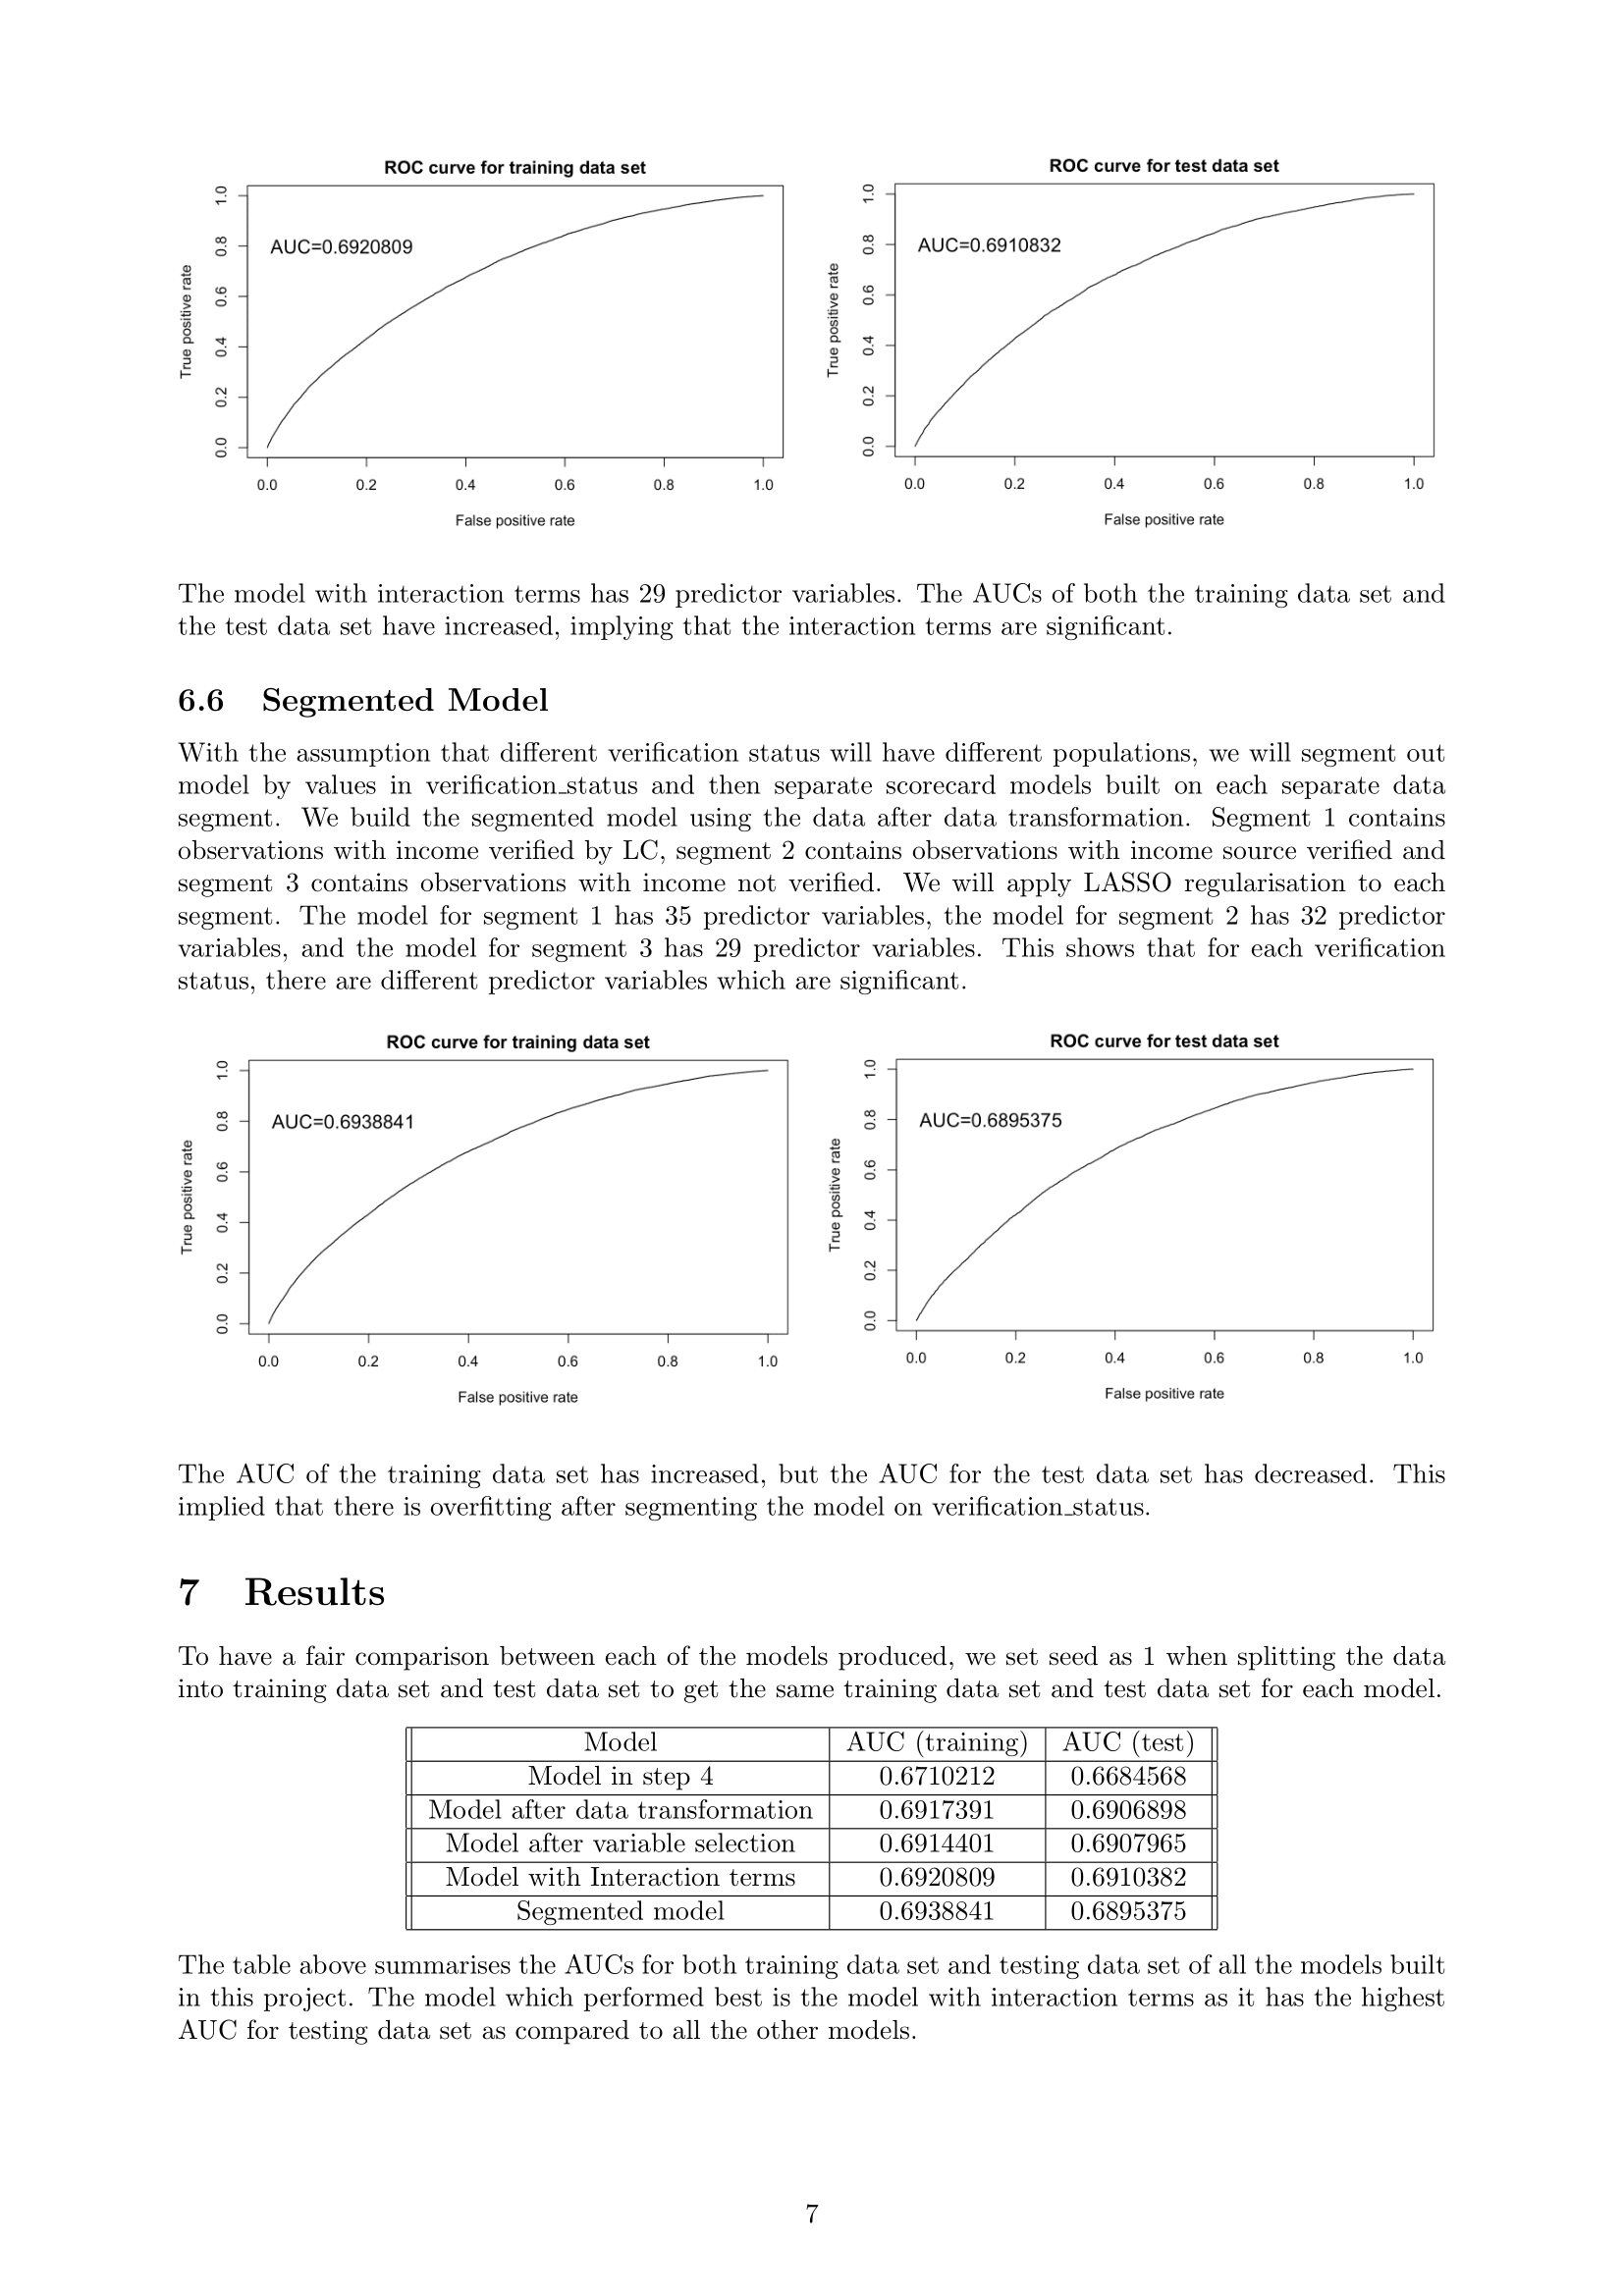 ROC curve for training data set
AUC=0.6920809
True positive rate
0.0 0.2 0.4 0.6 0.8 1.0
0.0 0.2 0.4 0.6 0.8 1.0
False positive rate
ROC curve for test data set
AUC=0.6910832
True positive rate
0.0 0.2 0.4 0.6 0.8 1.0
0.0 0.2 0.4 0.6 0.8 1.0
False positive rate
The model with interaction terms has 29 predictor variables. The AUCs of both the training data set and
the test data set have increased, implying that the interaction terms are significant.
6.6 Segmented Model
With the assumption that different verification status will have different populations, we will segment out
model by values in verification_status and then separate scorecard models built on each separate data
segment. We build the segmented model using the data after data transformation. Segment 1 contains
observations with income verified by LC, segment 2 contains observations with income source verified and
segment 3 contains observations with income not verified. We will apply LASSO regularisation to each
segment. The model for segment 1 has 35 predictor variables, the model for segment 2 has 32 predictor
variables, and the model for segment 3 has 29 predictor variables. This shows that for each verification
status, there are different predictor variables which are significant.
ROC curve for training data set
AUC=0.6938841
True positive rate
0.0 0.2 0.4 0.6 0.8 1.0
0.0 0.2 0.4 0.6 0.8 1.0
False positive rate
ROC curve for test data set
AUC=0.6895375
True positive rate
0.0 0.2 0.4 0.6 0.8 1.0
0.0 0.2 0.4 0.6 0.8 1.0
False positive rate
The AUC of the training data set has increased, but the AUC for the test data set has decreased. This
implied that there is overfitting after segmenting the model on verification_status.
7 Results
To have a fair comparison between each of the models produced, we set seed as 1 when splitting the data
into training data set and test data set to get the same training data set and test data set for each model.
Model AUC (training) AUC (test)
Model in step 4 0.6710212 0.6684568
Model after data transformation 0.6917391 0.6906898
Model after variable selection 0.6914401 0.6907965
Model with Interaction terms 0.6920809 0.6910382
Segmented model 0.6938841 0.6895375
The table above summarises the AUCs for both training data set and testing data set of all the models built
in this project. The model which performed best is the model with interaction terms as it has the highest
AUC for testing data set as compared to all the other models.
7